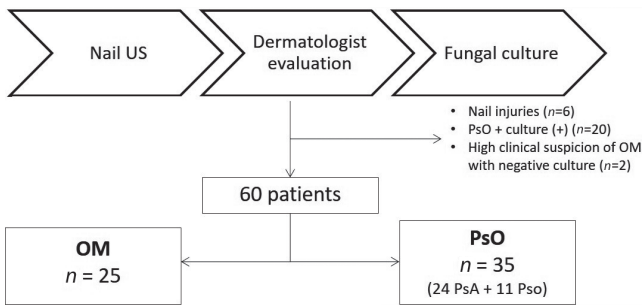 Nail US
Dermatologist
evaluation
Fungal culture
• Nail injuries (n=6)
• PsO + culture (+) (n=20)
• High clinical suspicion of OM
with negative culture (n=2)
60 patients
OM
n = 25
PsO
n = 35
(24 PsA + 11 Pso)